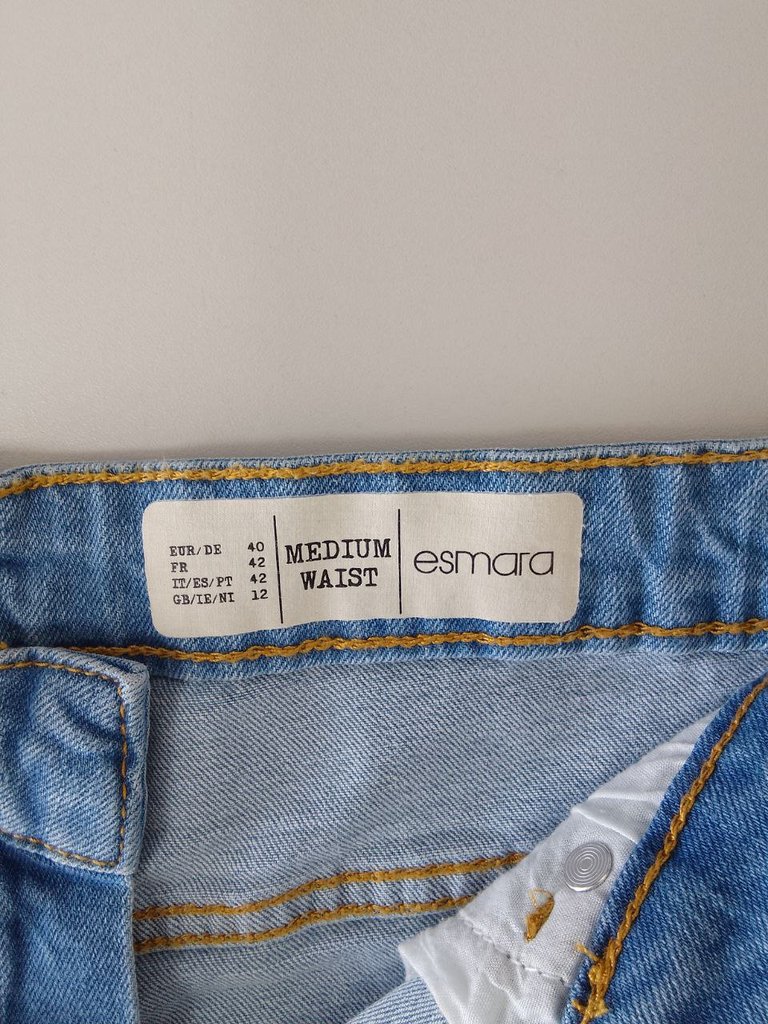 EUR/DE 40
FR 42
IT/ES/PT 42
GB/IE/NI 12
MEDIUM
WAIST
esmara